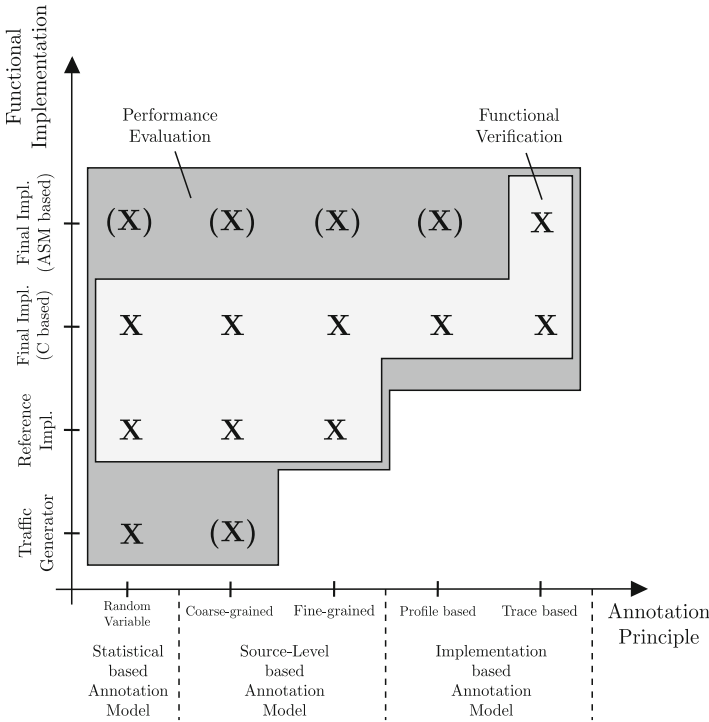 Functional
Implementation
Performance
Evaluation
Functional
Verification
Final Impl.
(ASM based)
(X) (X) (X) (X) X
Final Impl.
(C based)
X X X X X
Reference
Impl.
X X X
Traffic
Generator
X (X)
Random
Variable
Coarse-grained
Fine-grained
Profile based
Trace based
Annotation
Principle
Statistical
based
Annotation
Model
Source-Level
based
Annotation
Model
Implementation
based
Annotation
Model